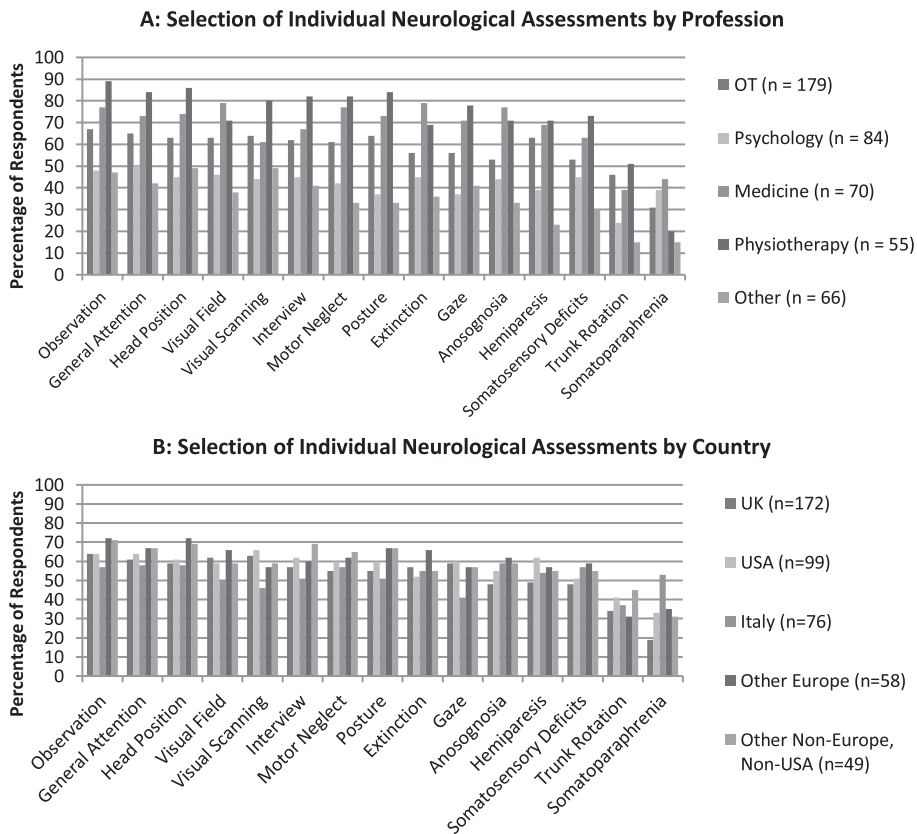 A: Selection of Individual Neurological Assessments by Profession
Percentage of Respondents
100
90
80
70
60
50
40
30
20
10
0
Observation
General Attention
Head Position
Visual Field
Visual Scanning
Interview
Motor Neglect
Posture
Extinction
Gaze
Anosognosia
Hemiparesis
Somatosensory Deficits
Trunk Rotation
Somatoparaphrenia
OT (n = 179)
Psychology (n = 84)
Medicine (n = 70)
Physiotherapy (n = 55)
Other (n = 66)
B: Selection of Individual Neurological Assessments by Country
Percentage of Respondents
100
90
80
70
60
50
40
30
20
10
0
Observation
General Attention
Head Position
Visual Field
Visual Scanning
Interview
Motor Neglect
Posture
Extinction
Gaze
Anosognosia
Hemiparesis
Somatosensory Deficits
Trunk Rotation
Somatoparaphrenia
UK (n=172)
USA (n=99)
Italy (n=76)
Other Europe (n=58)
Other Non-Europe,
Non-USA (n=49)